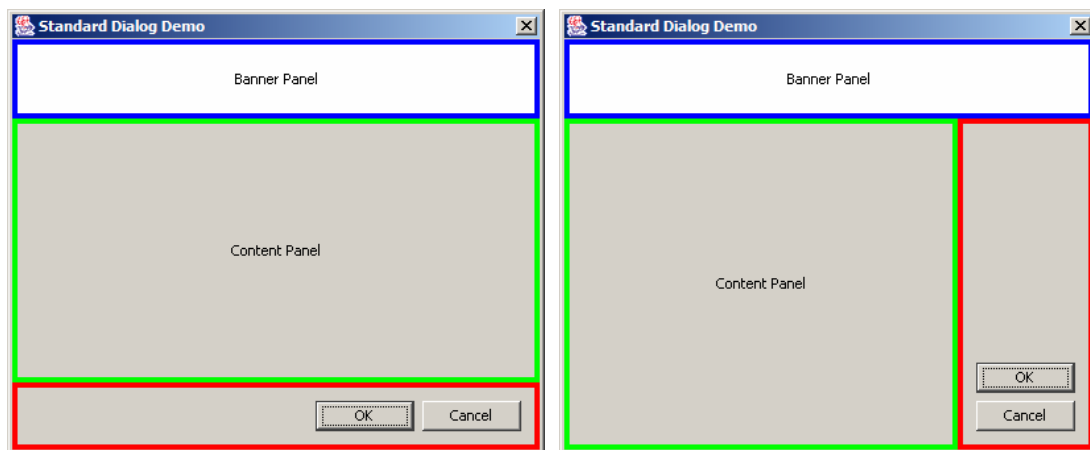 Standard Dialog Demo
Banner Panel
Content Panel
OK Cancel
Standard Dialog Demo
Banner Panel
Content Panel
OK
Cancel